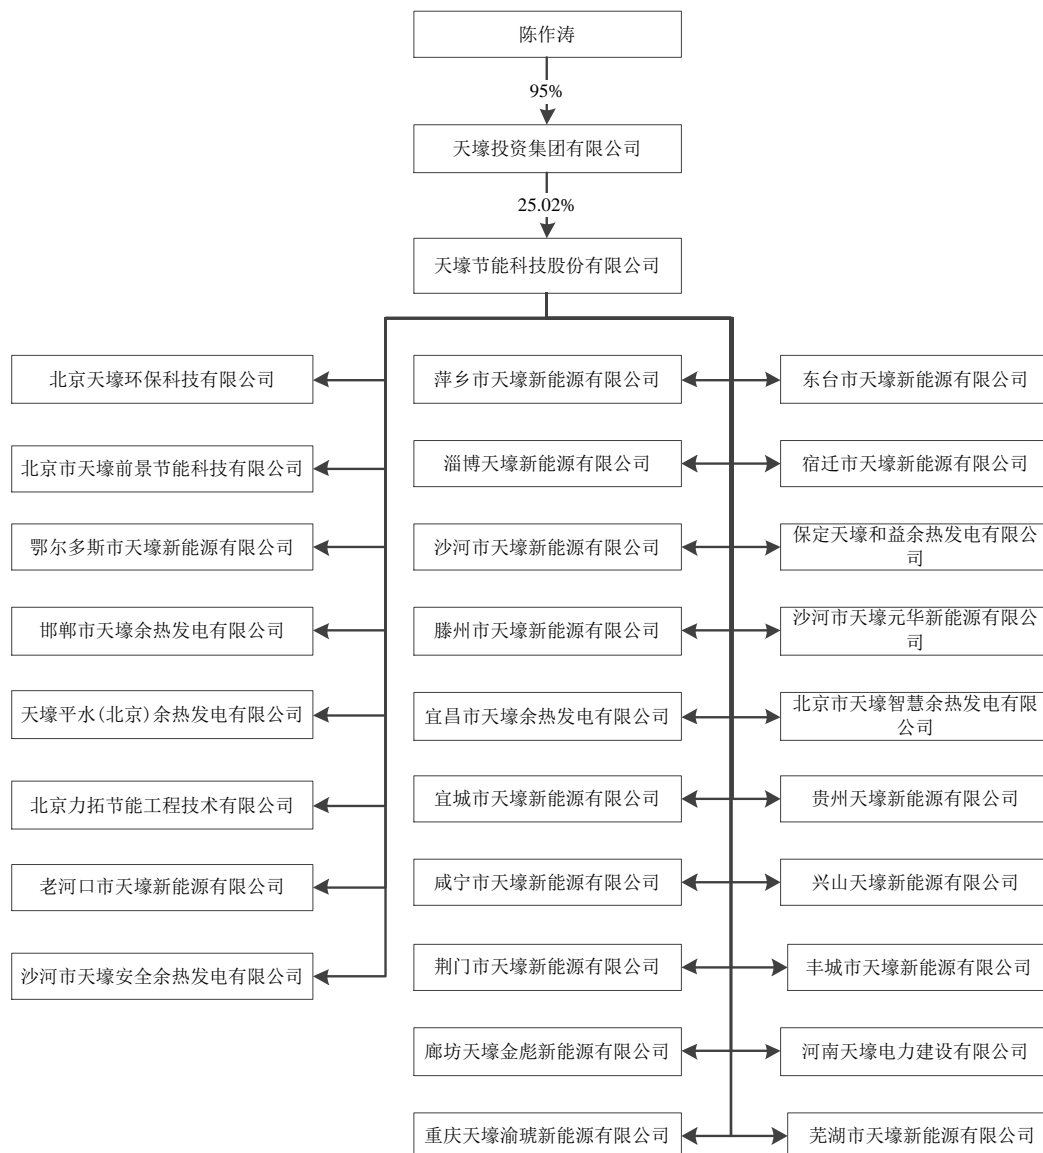 陈作涛
95%
天壕投资集团有限公司
25.02%
天壕节能科技股份有限公司
北京天壕环保科技有限公司
萍乡市天壕新能源有限公司
东台市天壕新能源有限公司
北京市天壕前景节能科技有限公司
淄博天壕新能源有限公司
宿迁市天壕新能源有限公司
鄂尔多斯市天壕新能源有限公司
沙河市天壕新能源有限公司
保定天壕和益余热发电有限公
司
邯郸市天壕余热发电有限公司
滕州市天壕新能源有限公司
沙河市天壕元华新能源有限公
司
天壕平水(北京)余热发电有限公司
宜昌市天壕余热发电有限公司
北京市天壕智慧余热发电有限
公司
北京力拓节能工程技术有限公司
宜城市天壕新能源有限公司
贵州天壕新能源有限公司
老河口市天壕新能源有限公司
咸宁市天壕新能源有限公司
兴山天壕新能源有限公司
沙河市天壕安全余热发电有限公司
荆门市天壕新能源有限公司
丰城市天壕新能源有限公司
廊坊天壕金彪新能源有限公司
河南天壕电力建设有限公司
重庆天壕渝琥新能源有限公司
芜湖市天壕新能源有限公司